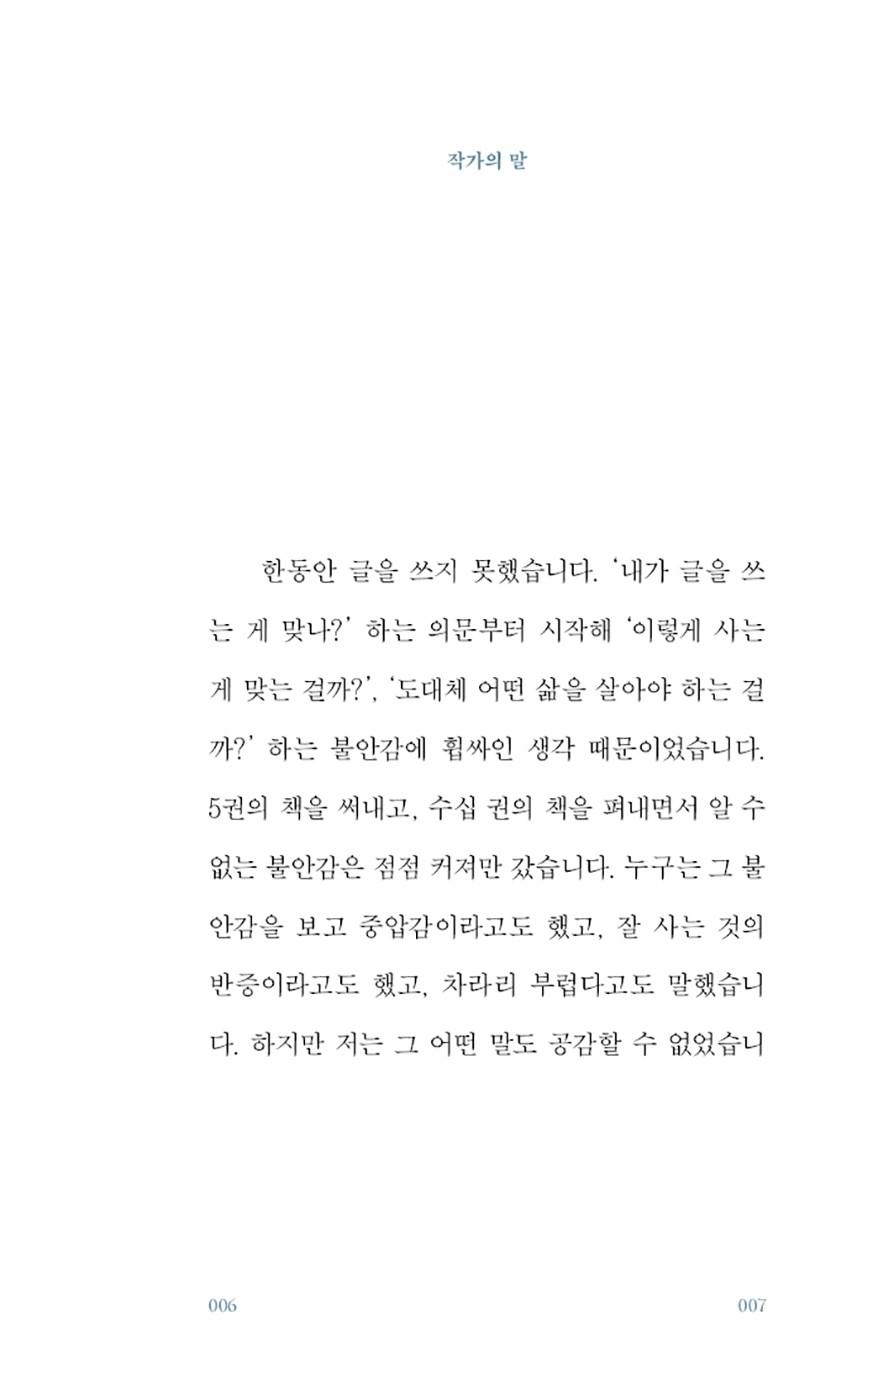 작가의 말
한동안 글을 쓰지 못했습니다. ‘내가 글을 쓰
는 게 맞나?’ 하는 의문부터 시작해 ‘이렇게 사는
게 맞는 걸까?’, ‘도대체 어떤 삶을 살아야 하는 걸
까?’ 하는 불안감에 휩싸인 생각 때문이었습니다.
5권의 책을 써내고, 수십 권의 책을 펴내면서 알 수
없는 불안감은 점점 커져만 갔습니다. 누구는 그 불
안감을 보고 중압감이라고도 했고, 잘 사는 것의
반증이라고도 했고, 차라리 부럽다고도 말했습니
다. 하지만 저는 그 어떤 말도 공감할 수 없었습니
006 007